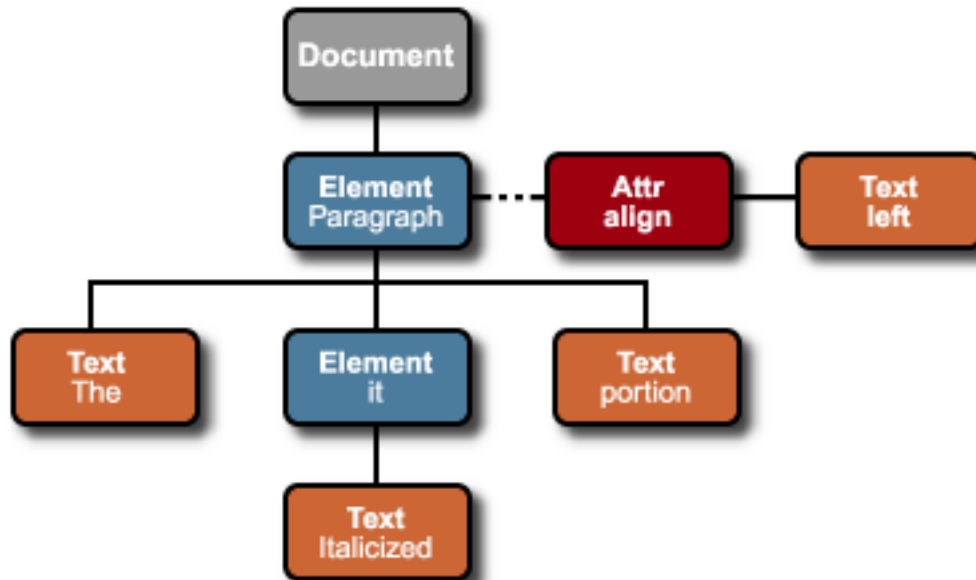 Document
Element
Paragraph
Attr
align
Text
left
Text
The
Element
it
Text
portion
Text
Italicized